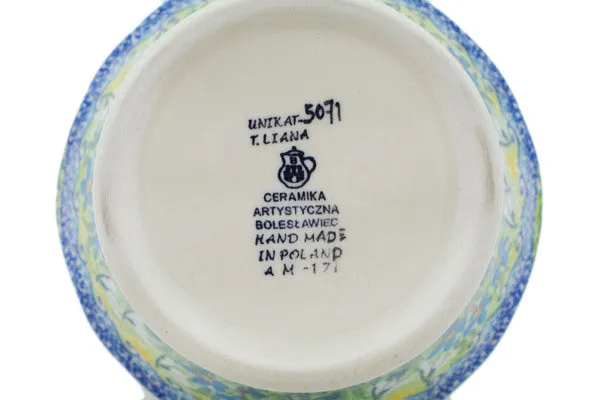 UNIKAT-5071
T. LIANA
CERAMIKA
ARTYSTYCZNA
BOLESŁAWIEC
HAND MADE
IN POLAND
A M -171